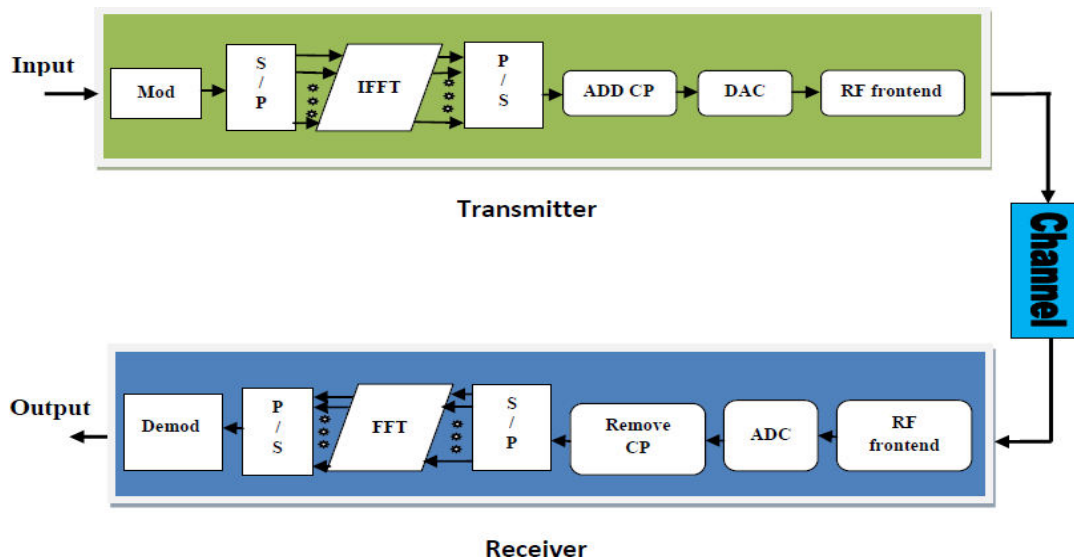 Input
Mod
S
/
P
IFFT
P
/
S
ADD CP
DAC
RF frontend
Transmitter
Channel
Output
Demod
P
/
S
FFT
S
/
P
Remove
CP
ADC
RF
frontend
Receiver